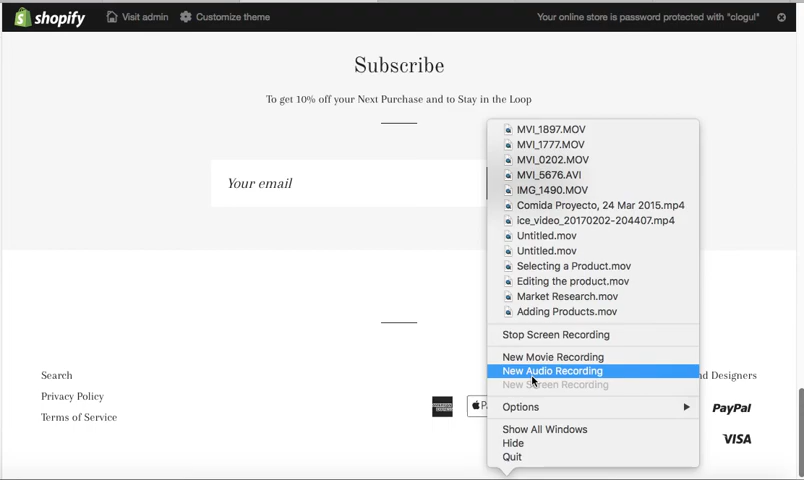 shopify
Visit admin
Customize theme
Your online store is password protected with "clogul"
Subscribe
To get 10% off your Next Purchase and to Stay in the Loop
Your email
MVI_1897.MOV
MVI_1777.MOV
MVI_0202.MOV
MVI_5676.AVI
IMG_1490.MOV
Comida Proyecto, 24 Mar 2015.mp4
ice_video_20170202-204407.mp4
Untitled.mov
Untitled.mov
Selecting a Product.mov
Editing the product.mov
Market Research.mov
Adding Products.mov
Stop Screen Recording
New Movie Recording
New Audio Recording
New Screen Recording
Options
Show All Windows
Hide
Quit
Search
Privacy Policy
Terms of Service
nd Designers
P
PayPal
VISA